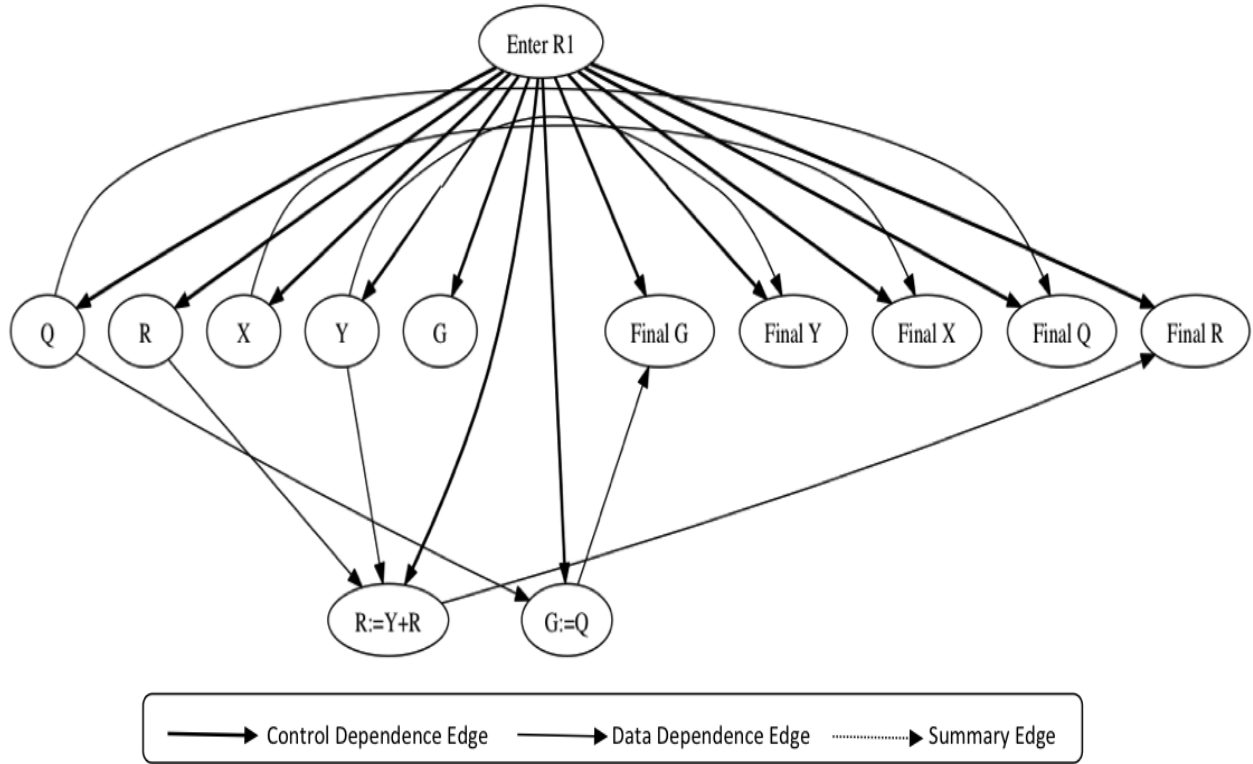 Enter R1
Q R X Y G Final G Final Y Final X Final Q Final R
R:=Y+R G:=Q
Control Dependence Edge Data Dependence Edge Summary Edge